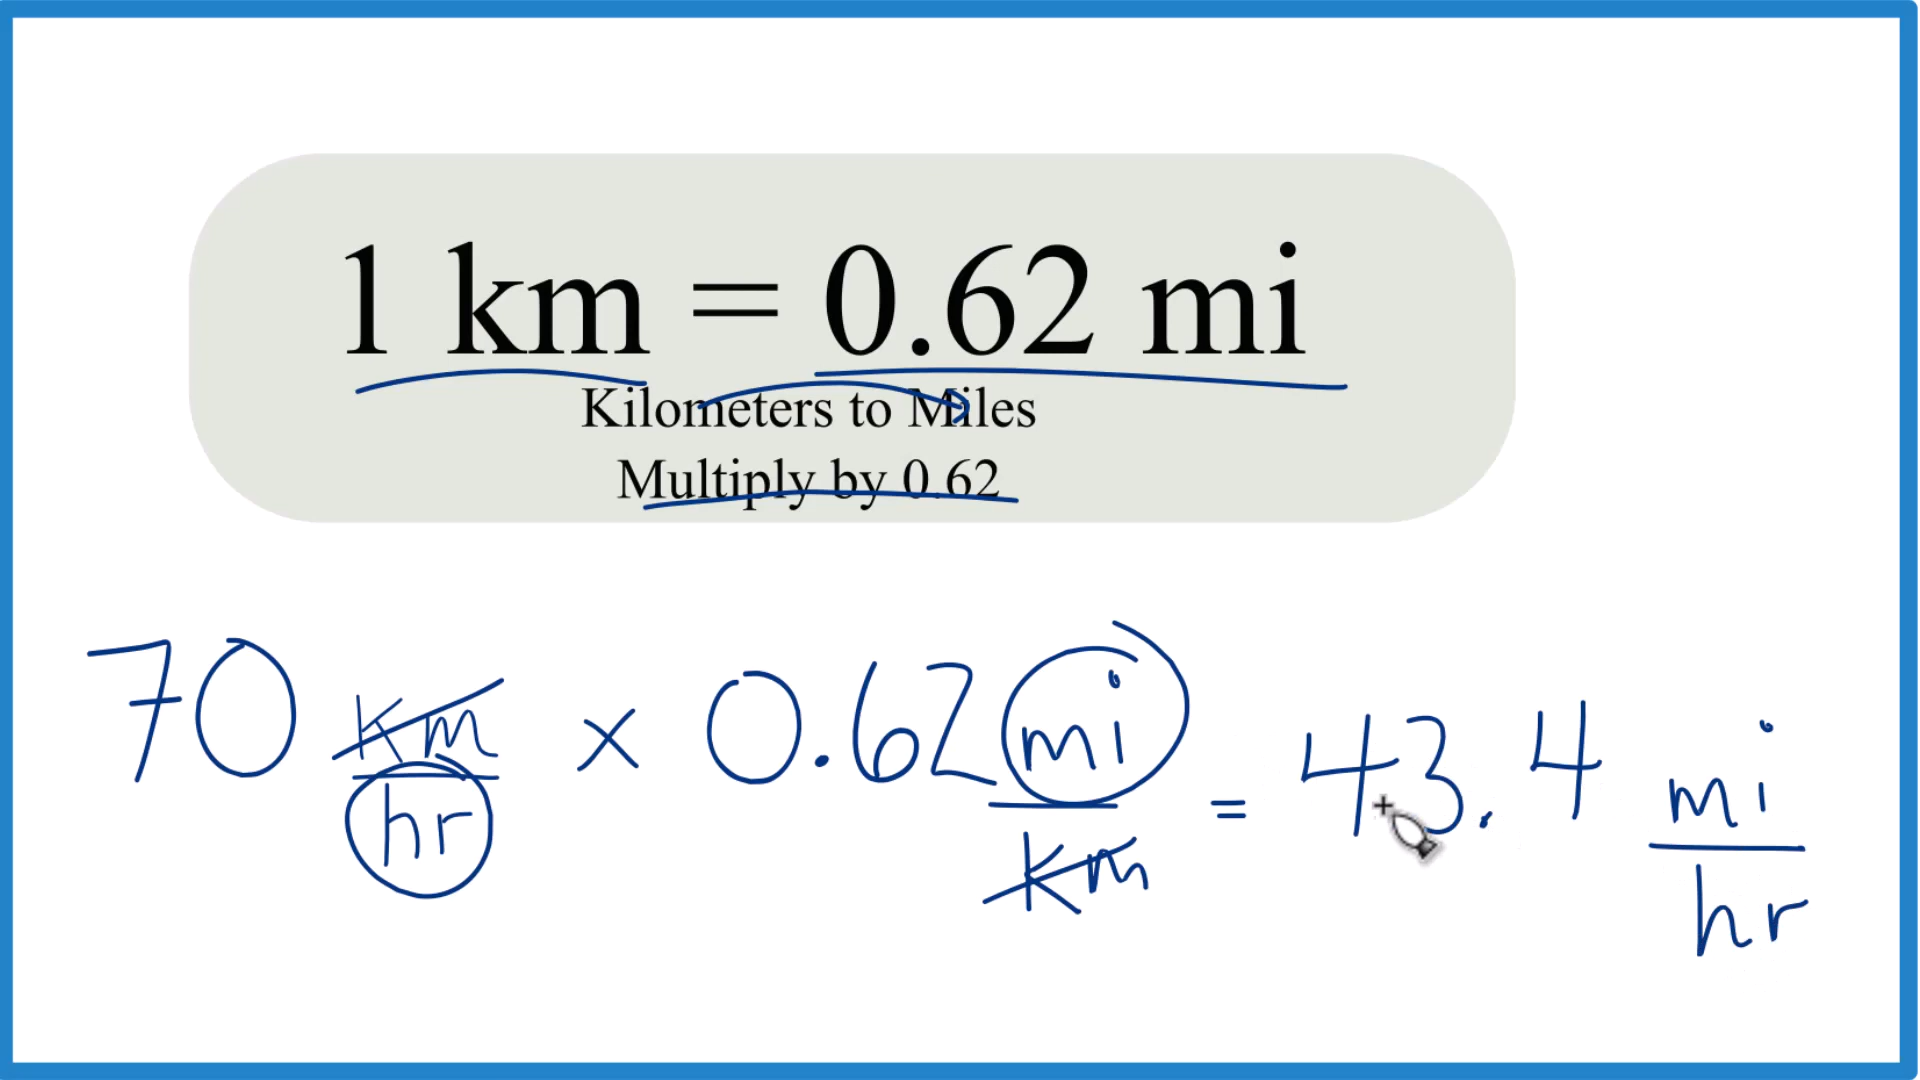 1 km = 0.62 mi
Kilometers to Miles
Multiply by 0.62
70 km/hr x 0.62 mi/km = 43.4 mi/hr